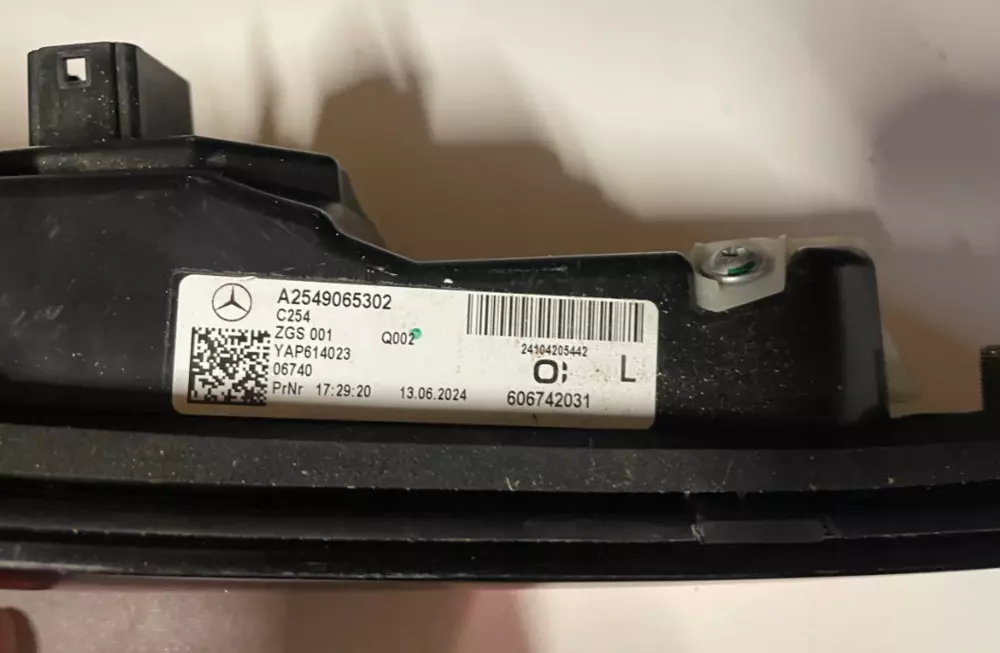 A2549065302
C254
ZGS 001 Q002
YAP614023
06740
PrNr 17:29:20 13.06.2024
24104205442
O; L
606742031